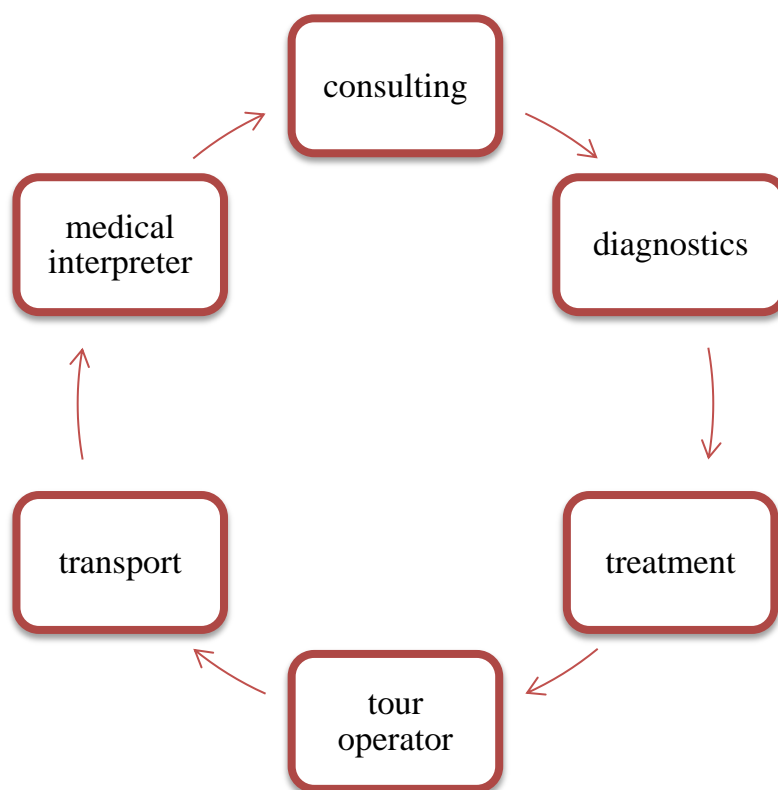 consulting
diagnostics
treatment
tour
operator
transport
medical
interpreter